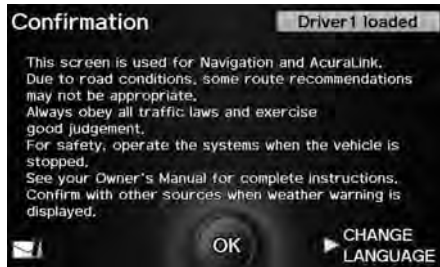 Confirmation
Driver1 loaded
This screen is used for Navigation and AcuraLink.
Due to road conditions, some route recommendations
may not be appropriate.
Always obey all traffic laws and exercise
good judgement.
For safety, operate the systems when the vehicle is
stopped.
See your Owner's Manual for complete instructions.
Confirm with other sources when weather warning is
displayed.
OK
CHANGE
LANGUAGE